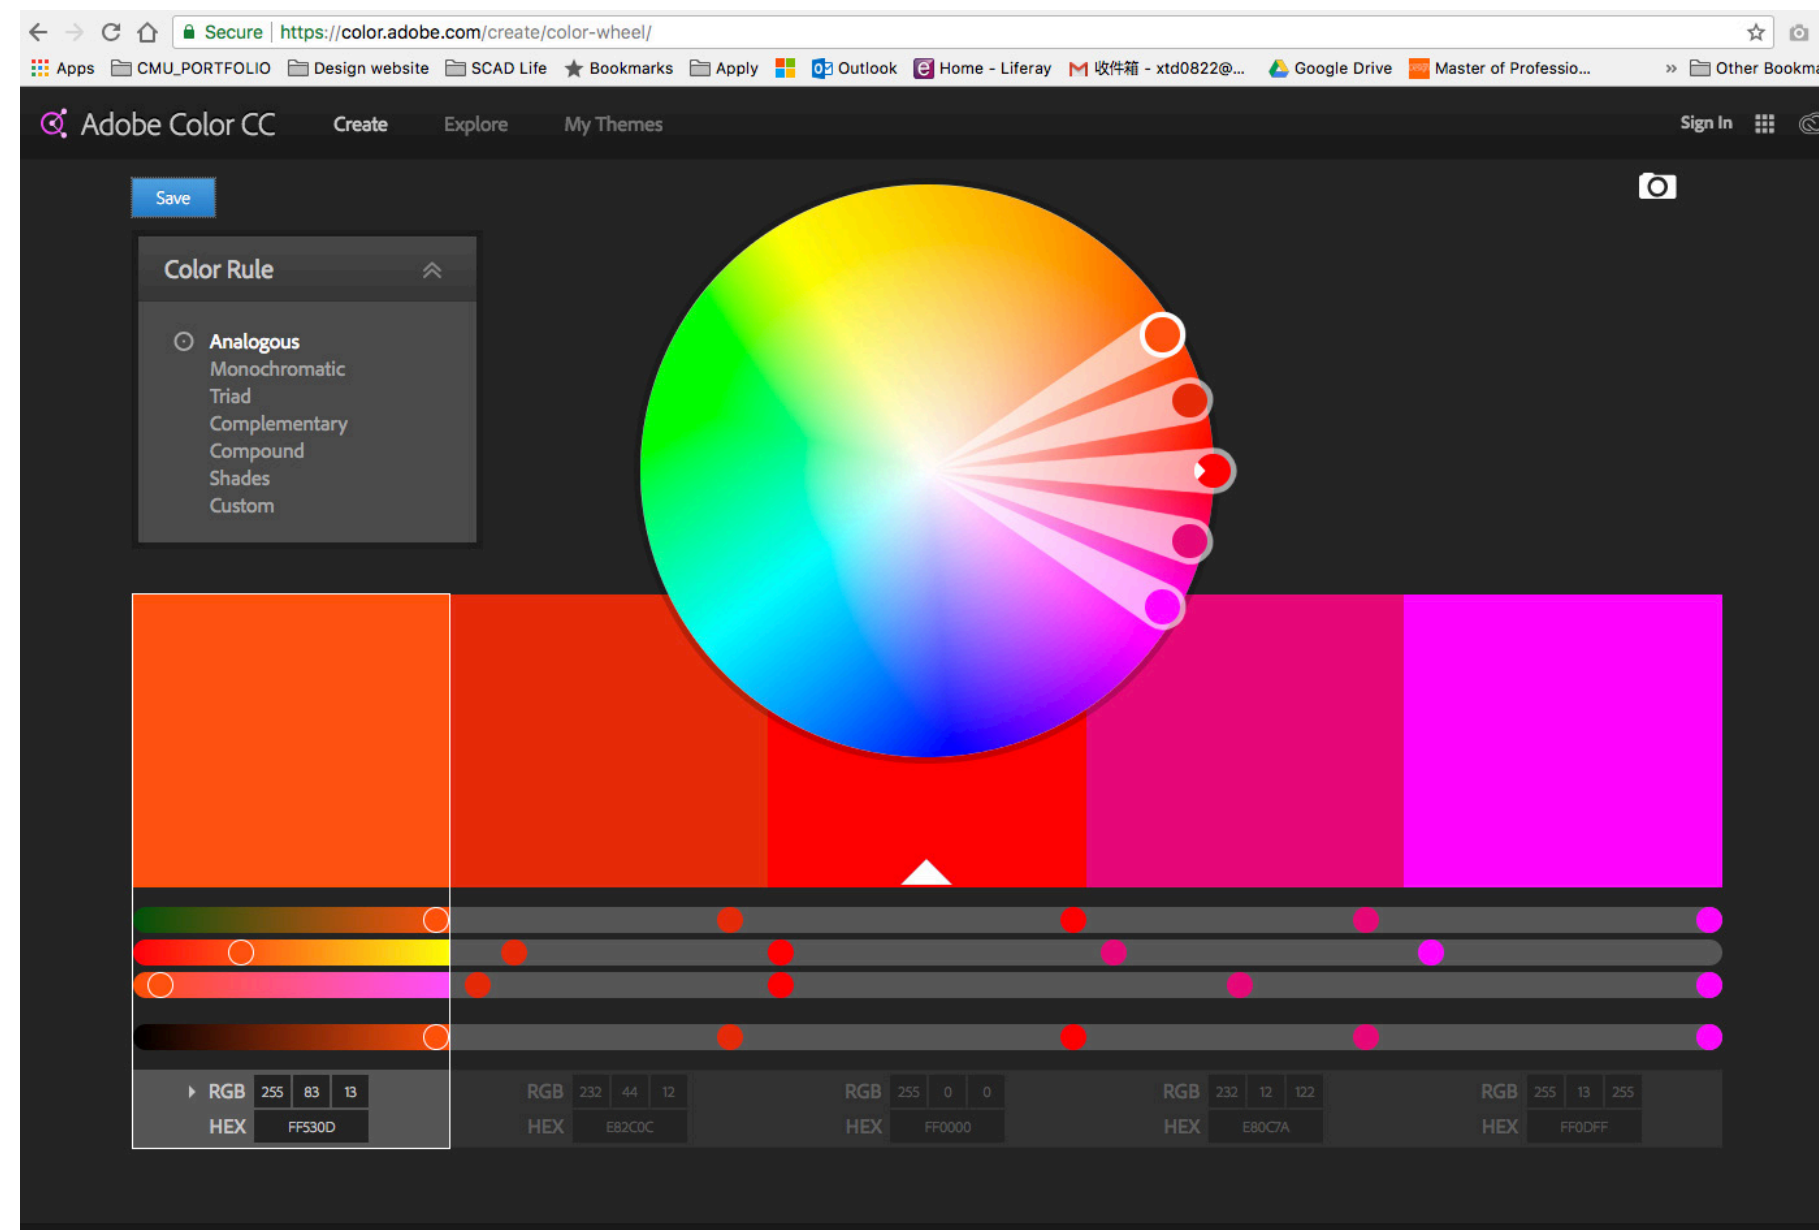 Secure | https://color.adobe.com/create/color-wheel/
Apps CMU_PORTFOLIO Design website SCAD Life Bookmarks Apply Outlook Home - Liferay 收件箱 - xtd0822@... Google Drive Master of Professio... » Other Bookma
Adobe Color CC Create Explore My Themes Sign In
Save
Color Rule
Analogous
Monochromatic
Triad
Complementary
Compound
Shades
Custom
RGB 255 83 13 RGB 232 44 12 RGB 255 0 0 RGB 232 12 122 RGB 255 13 255
HEX FF530D HEX E82C0C HEX FF0000 HEX E80C7A HEX FF0DFF